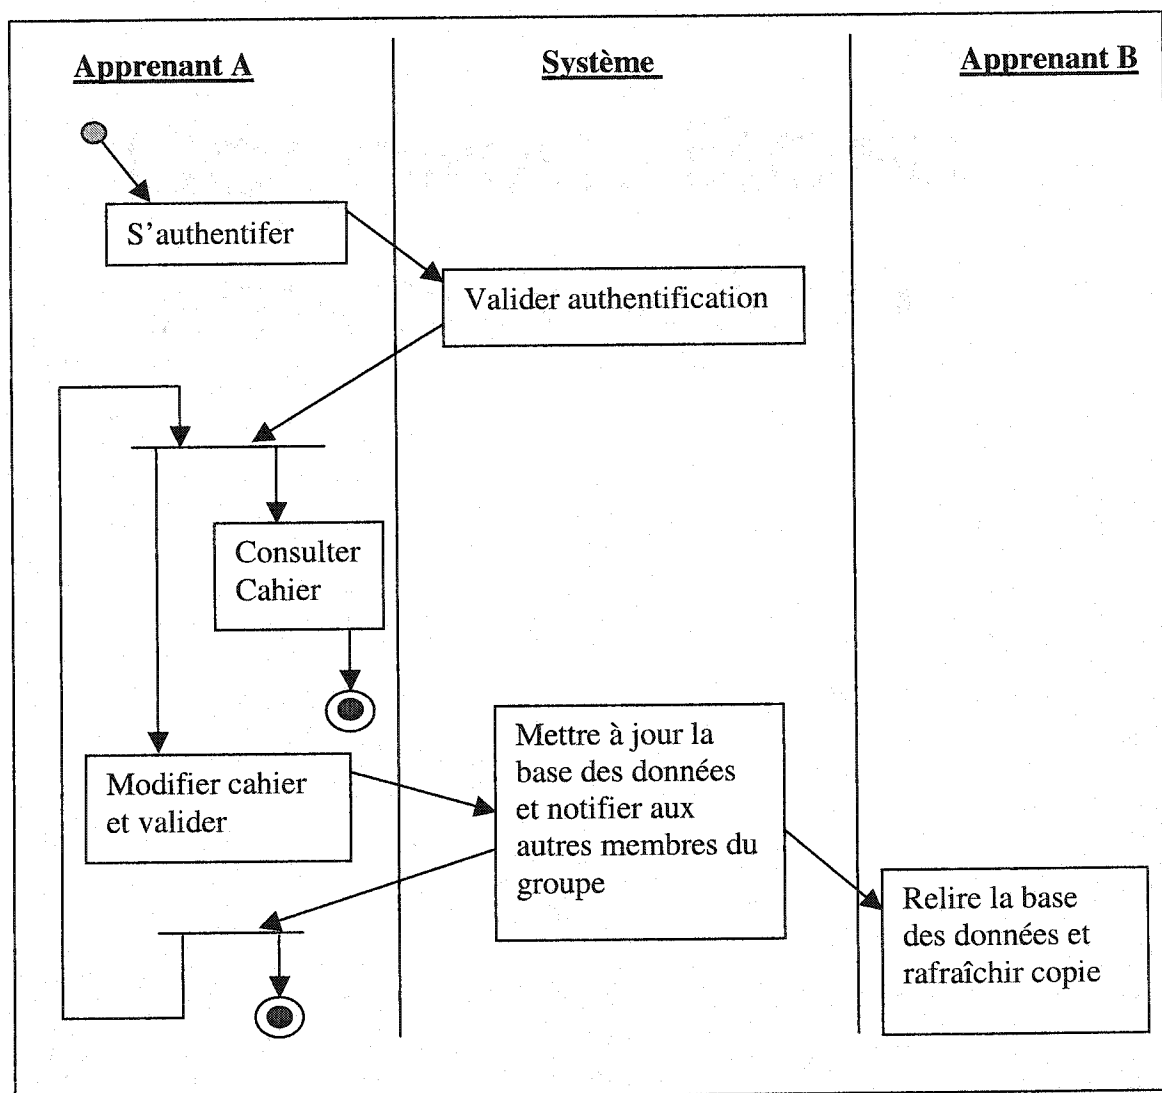 Apprenant A
Système
Apprenant B
S'authentifer
Valider authentification
Consulter
Cahier
Modifier cahier
et valider
Mettre à jour la
base des données
et notifier aux
autres membres du
groupe
Relire la base
des données et
rafraîchir copie